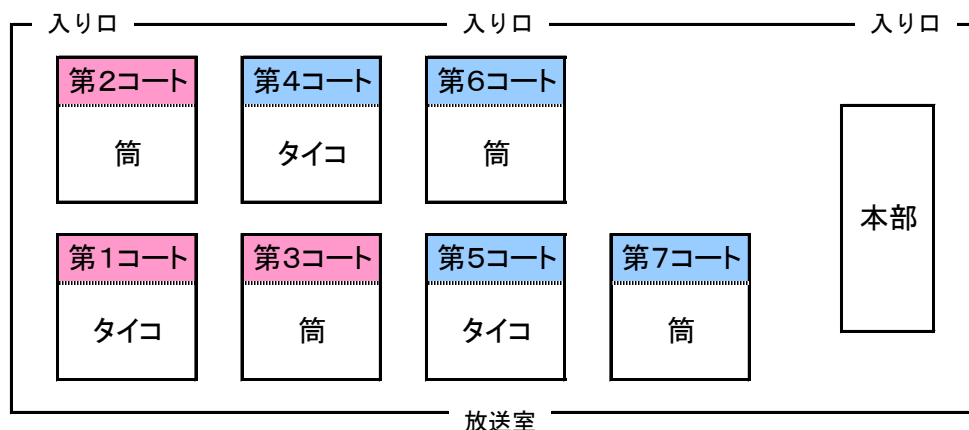 入り口
入り口
入り口
第2コート
第4コート
第6コート
筒
タイコ
筒
本部
第1コート
第3コート
第5コート
第7コート
タイコ
筒
タイコ
筒
放送室